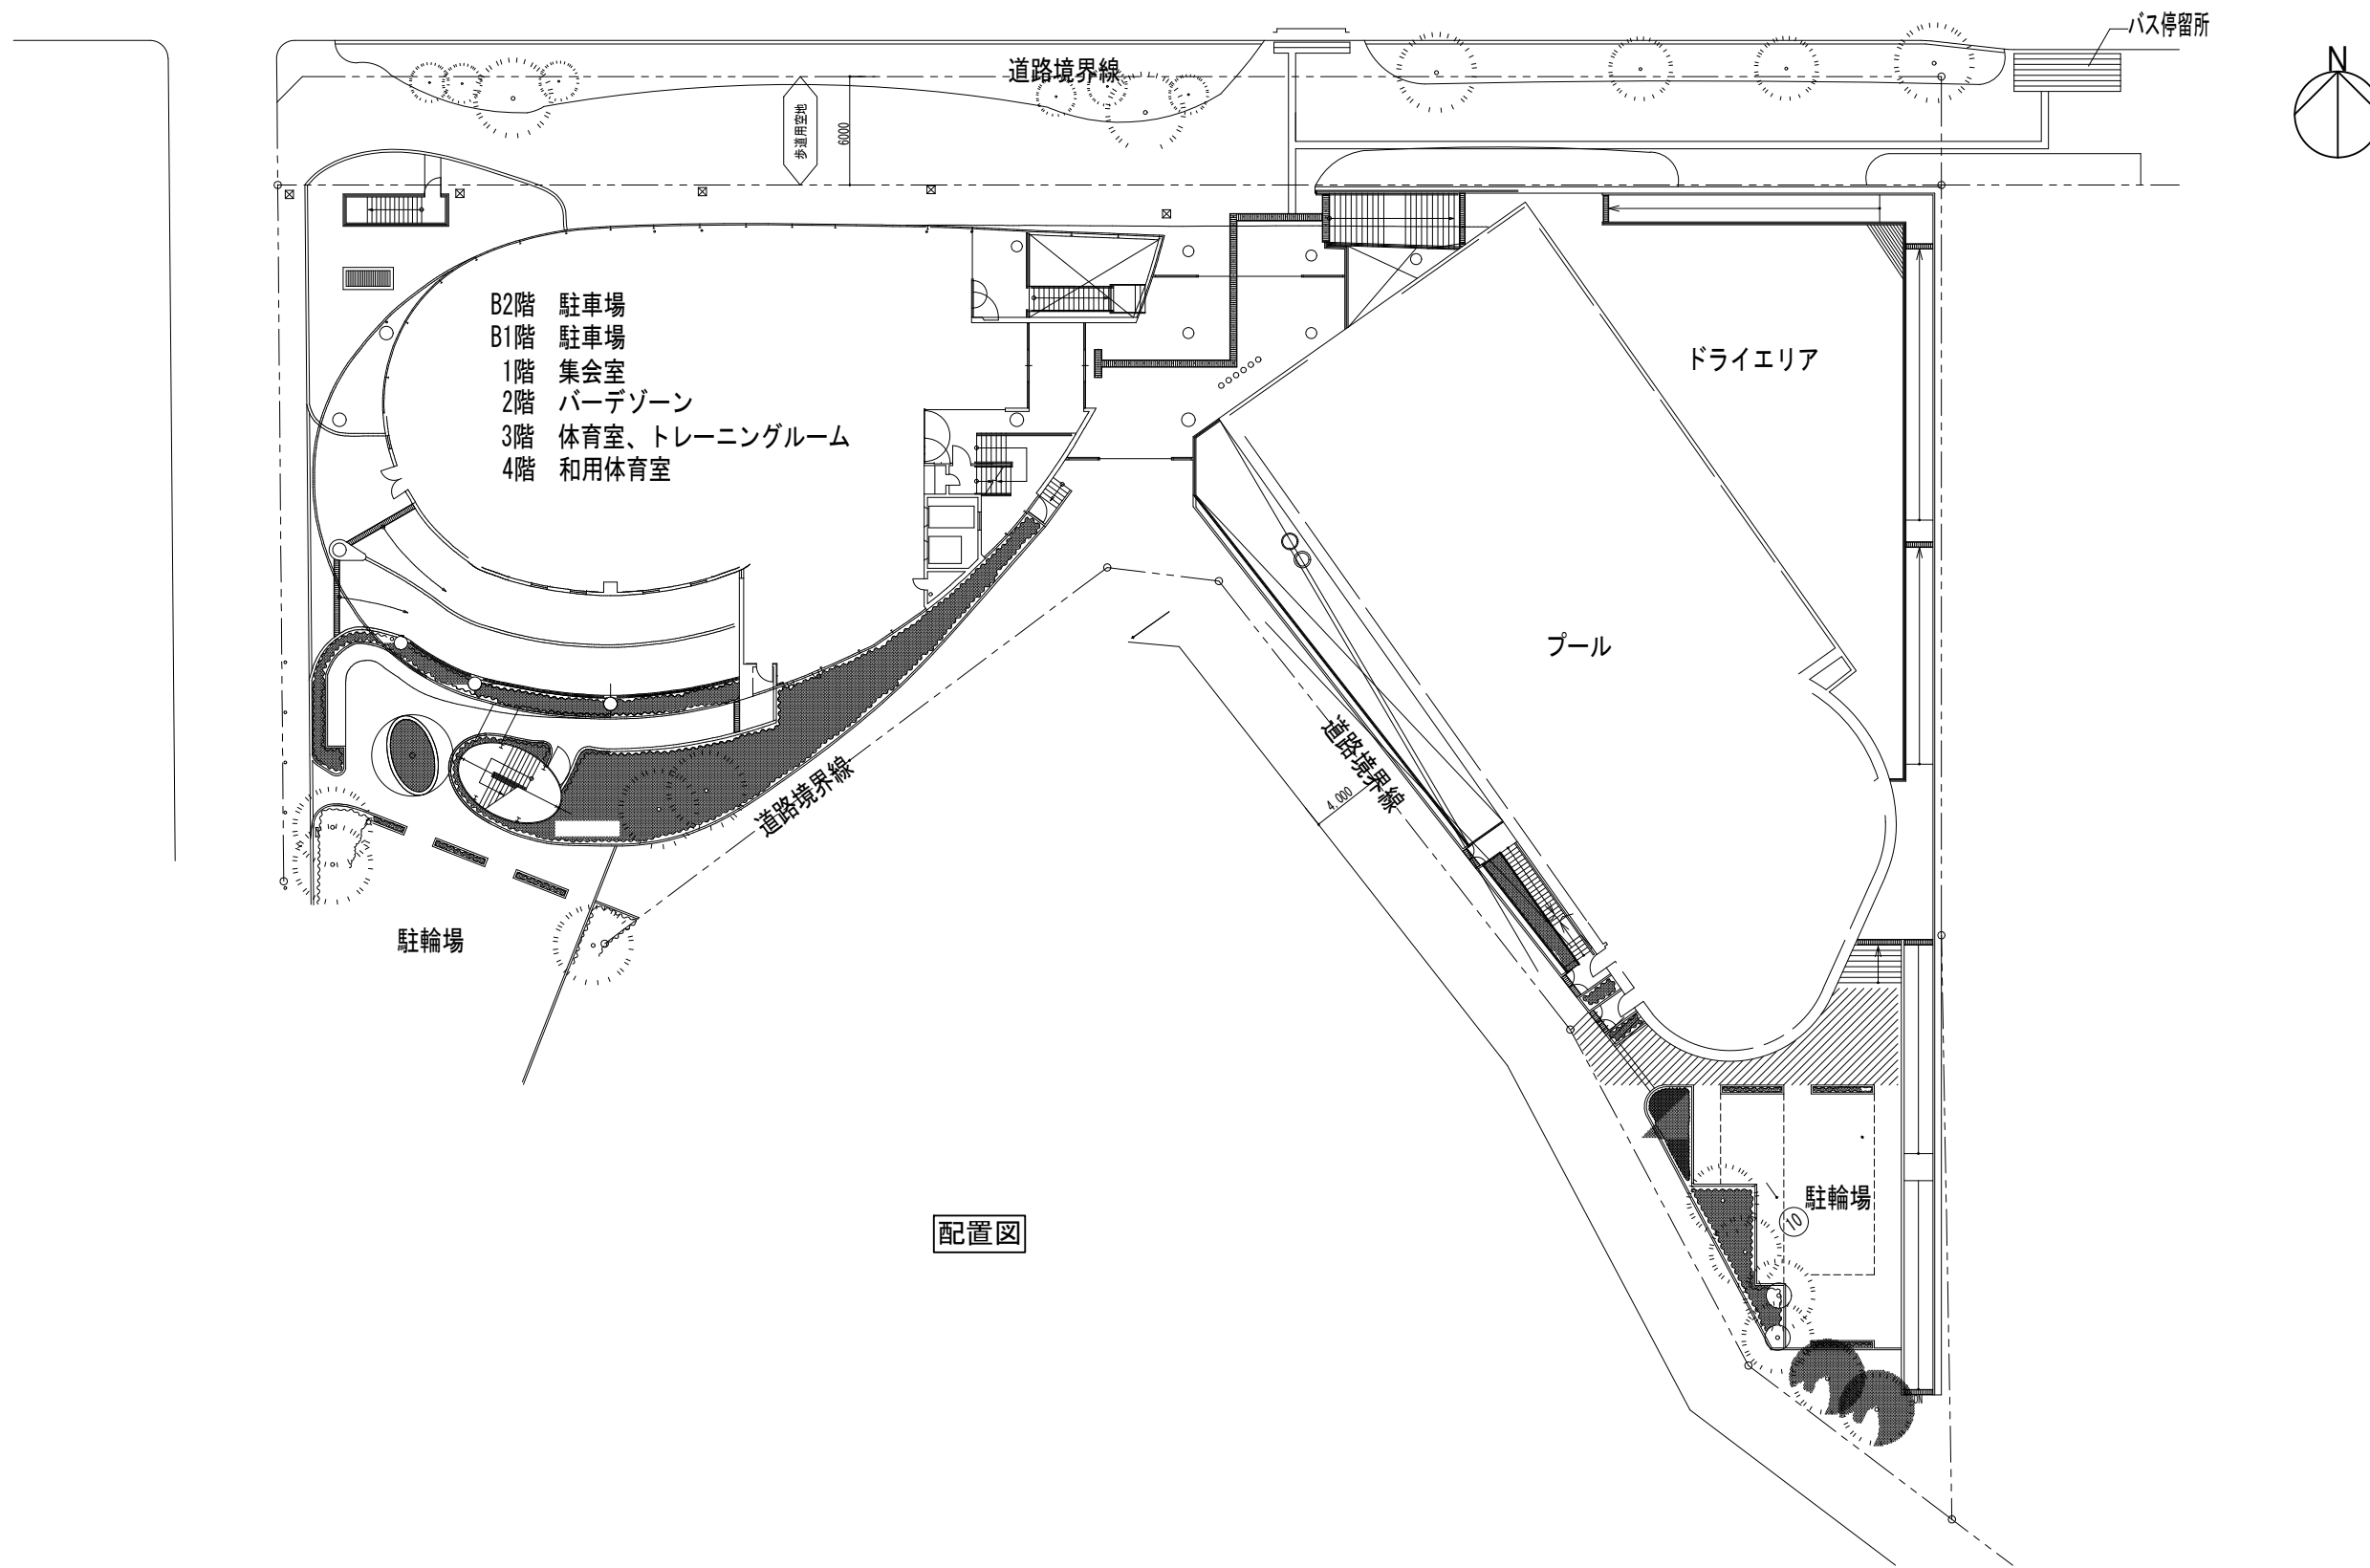 バス停留所
N
道路境界線
歩道用空地
6000
B2階 駐車場
B1階 駐車場
1階 集会室
2階 バーデゾーン
3階 体育室、トレーニングルーム
4階 和用体育室
ドライエリア
プール
道路境界線
道路境界線
4.000
駐輪場
駐輪場
10
配置図